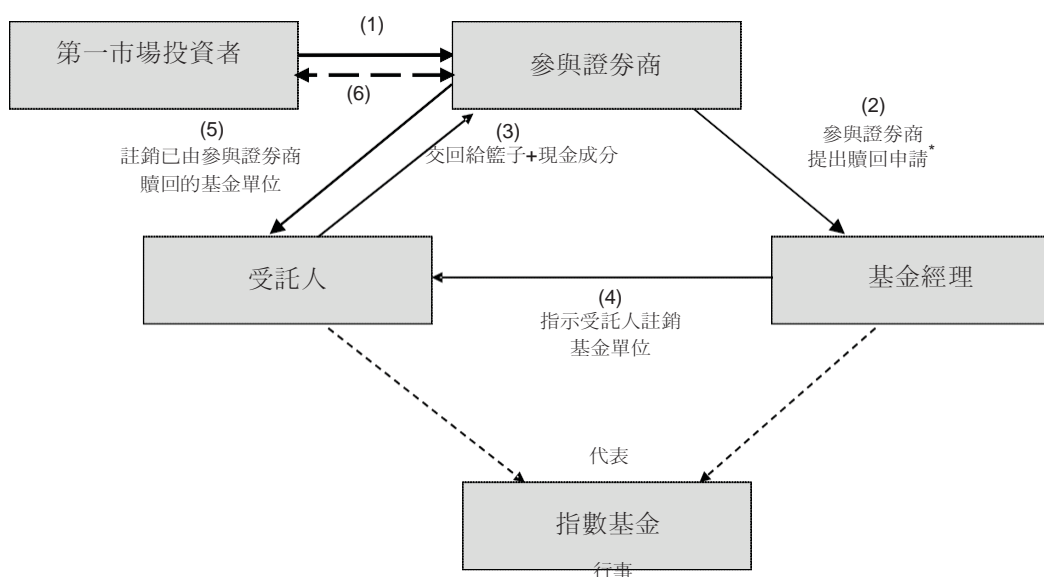 (1)
第一市場投資者
參與證券商
(6)
(5)
註銷已由參與證券商
贖回的基金單位
(3)
交回給籃子+現金成分
(2)
參與證券商
提出贖回申請*
受託人
基金經理
(4)
指示受託人註銷
基金單位
代表
指數基金
行事